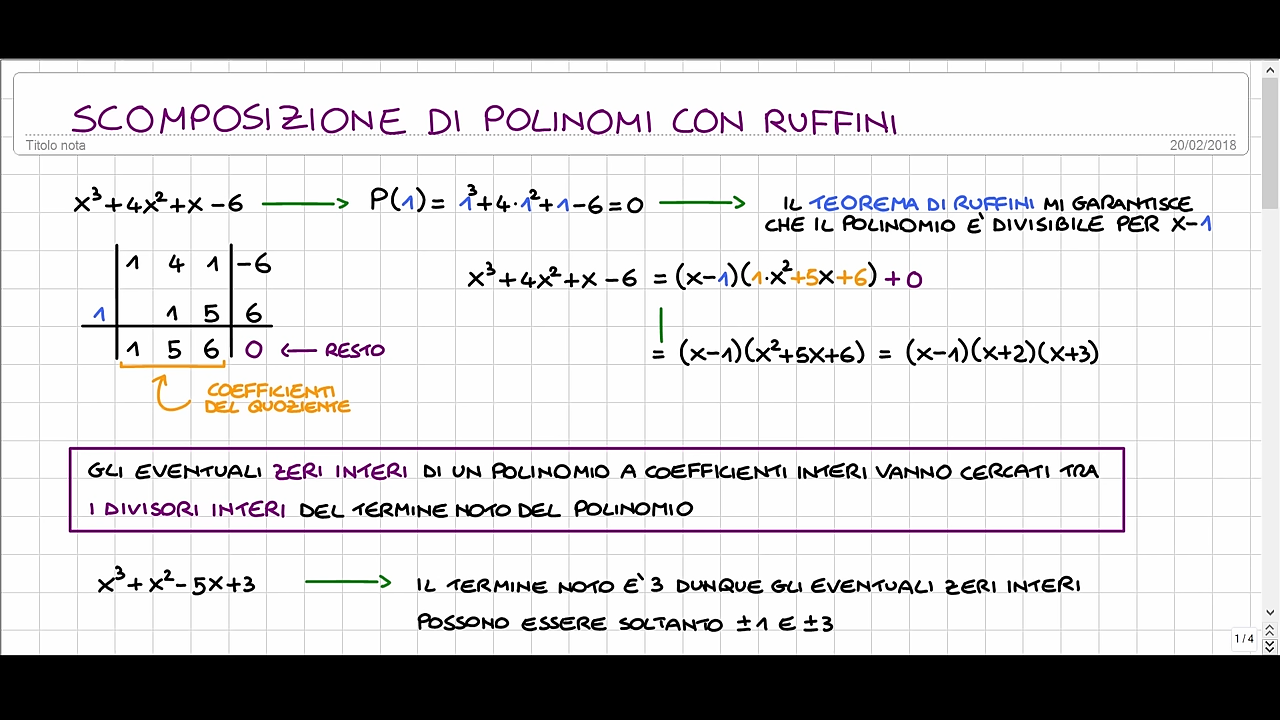 SCOMPOSIZIONE DI POLINOMI CON RUFFINI
Titolo nota 20/02/2018
x³+4x²+x-6 → P(1)= 1³+4·1²+1-6=0 → IL TEOREMA DI RUFFINI MI GARANTISCE
CHE IL POLINOMIO E' DIVISIBILE PER X-1
1 4 1 -6
1 1 5 6
1 5 6 0 ← RESTO
COEFFICIENTI
DEL QUOZIENTE
x³+4x²+x-6 = (x-1)(1·x²+5x+6)+0
= (x-1)(x²+5x+6) = (x-1)(x+2)(x+3)
GLI EVENTUALI ZERI INTERI DI UN POLINOMIO A COEFFICIENTI INTERI VANNO CERCATI TRA
I DIVISORI INTERI DEL TERMINE NOTO DEL POLINOMIO
x³+x²-5x+3 → IL TERMINE NOTO E' 3 DUNQUE GLI EVENTUALI ZERI INTERI
POSSONO ESSERE SOLTANTO ±1 E ±3
1/4